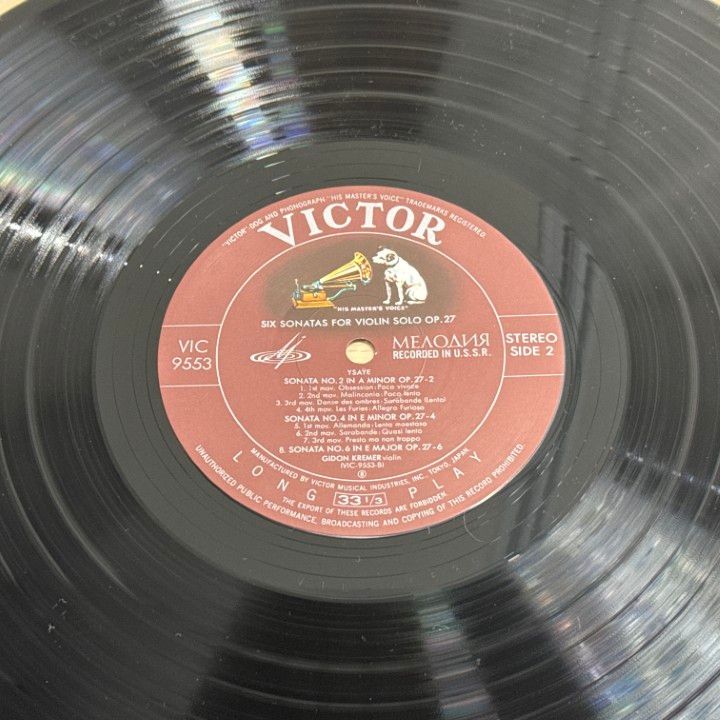 "VICTOR" DOG AND PHONOGRAPH "HIS MASTER'S VOICE" TRADEMARKS REGISTERED.
VICTOR
"HIS MASTER'S VOICE"
SIX SONATAS FOR VIOLIN SOLO OP.27
VIC
9553
МЕЛОДИЯ
RECORDED IN U.S.S.R.
STEREO
SIDE 2
YSAŸE
SONATA NO.2 IN A MINOR OP.27-2
1. 1st mov. Obsession: Poco vivace
2. 2nd mov. Malinconia: Poco lento
3. 3rd mov. Danse des ombres: Sarabande (Lento)
4. 4th mov. Les Furies: Allegro Furioso
SONATA NO.4 IN E MINOR OP.27-4
5. 1st mov. Allemanda: Lento maestoso
6. 2nd mov. Sarabande: Quasi lento
7. 3rd mov. Presto ma non troppo
8. SONATA NO.6 IN E MAJOR OP.27-6
GIDON KREMER violin
(VIC-9553-B)
Ⓡ
LONG 33 1/3 PLAY
MANUFACTURED BY VICTOR MUSICAL INDUSTRIES, INC. TOKYO, JAPAN
THE EXPORT OF THESE RECORDS ARE FORBIDDEN.
UNAUTHORIZED PUBLIC PERFORMANCE, BROADCASTING AND COPYING OF THIS RECORD PROHIBITED.